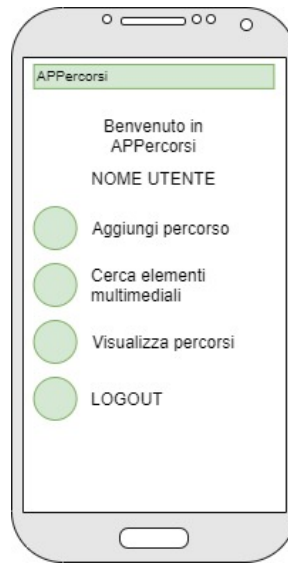 APPercorsi
Benvenuto in
APPercorsi
NOME UTENTE
Aggiungi percorso
Cerca elementi
multimediali
Visualizza percorsi
LOGOUT